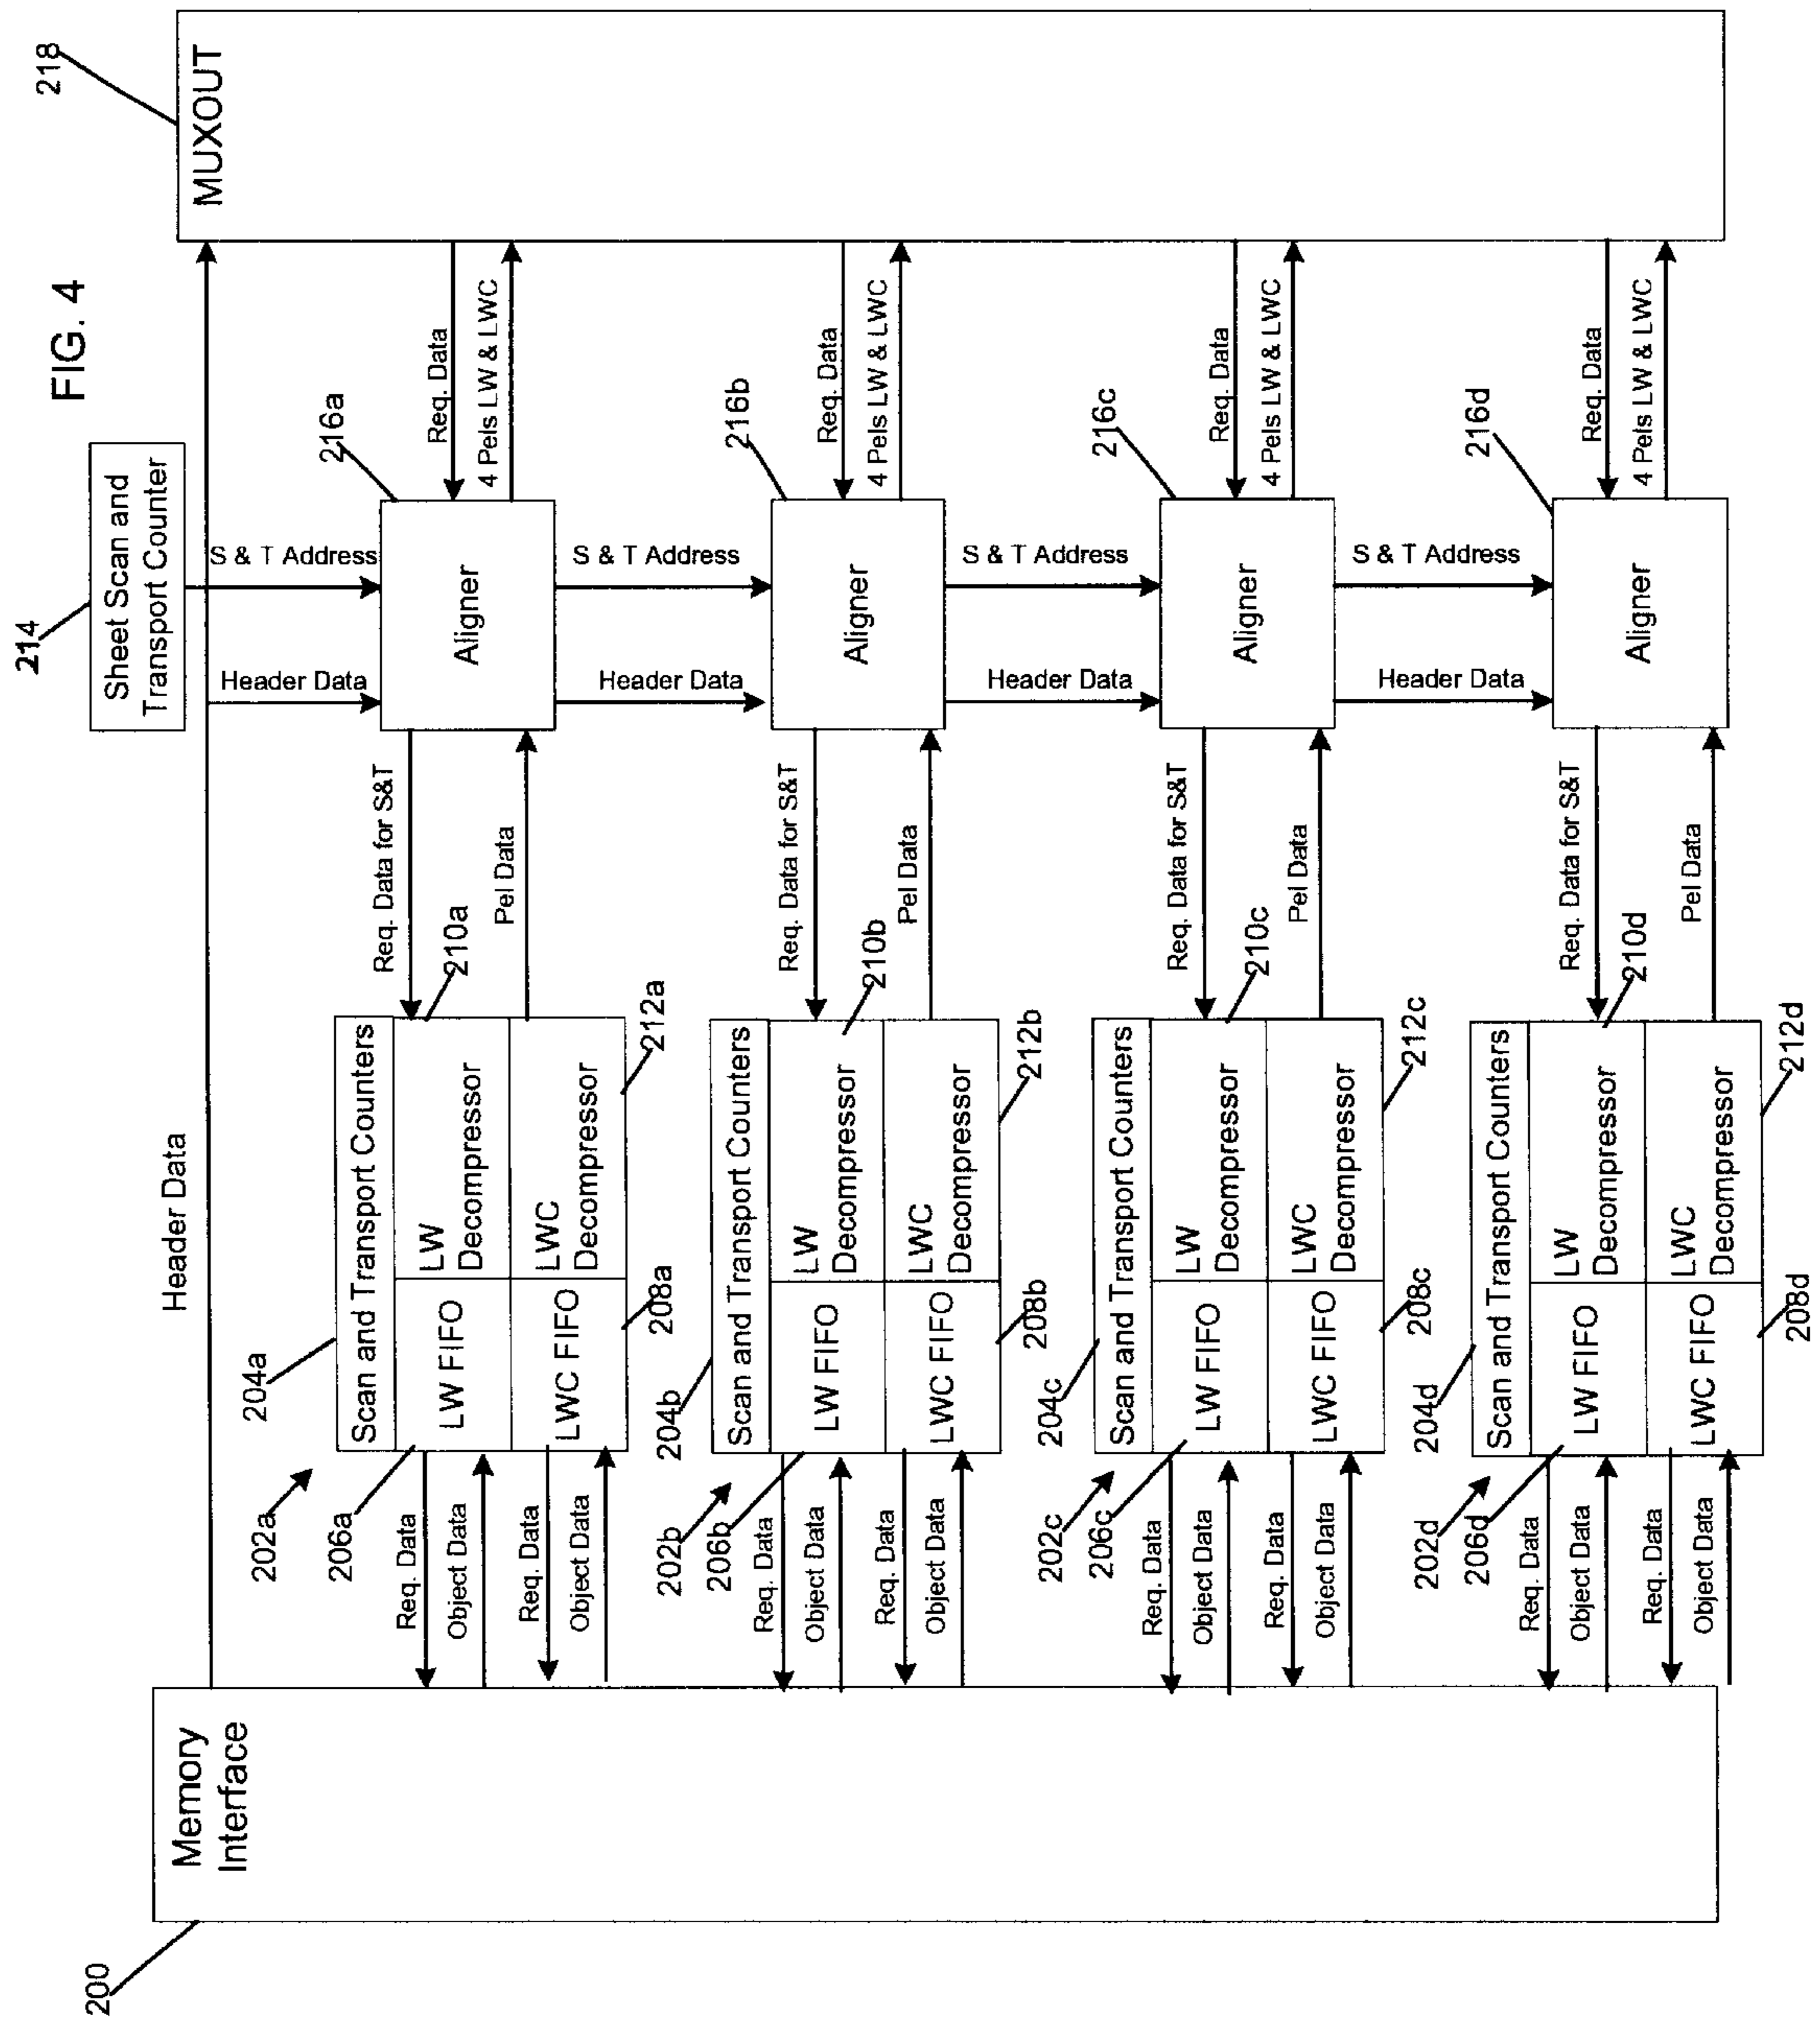 FIG. 4
200
Memory
Interface
Header Data
214
Sheet Scan and
Transport Counter
218
MUXOUT
202a
204a
Scan and Transport Counters
206a
LW FIFO
LW
Decompressor
210a
LWC FIFO
208a
LWC
Decompressor
212a
Req. Data
Object Data
Req. Data
Object Data
Req. Data for S&T
Pel Data
Header Data
S & T Address
216a
Aligner
Req. Data
4 Pels LW & LWC
202b
204b
Scan and Transport Counters
206b
LW FIFO
LW
Decompressor
210b
LWC FIFO
208b
LWC
Decompressor
212b
Req. Data
Object Data
Req. Data
Object Data
Req. Data for S&T
Pel Data
Header Data
S & T Address
216b
Aligner
Req. Data
4 Pels LW & LWC
202c
204c
Scan and Transport Counters
206c
LW FIFO
LW
Decompressor
210c
LWC FIFO
208c
LWC
Decompressor
212c
Req. Data
Object Data
Req. Data
Object Data
Req. Data for S&T
Pel Data
Header Data
S & T Address
216c
Aligner
Req. Data
4 Pels LW & LWC
202d
204d
Scan and Transport Counters
206d
LW FIFO
LW
Decompressor
210d
LWC FIFO
208d
LWC
Decompressor
212d
Req. Data
Object Data
Req. Data
Object Data
Req. Data for S&T
Pel Data
Header Data
S & T Address
216d
Aligner
Req. Data
4 Pels LW & LWC